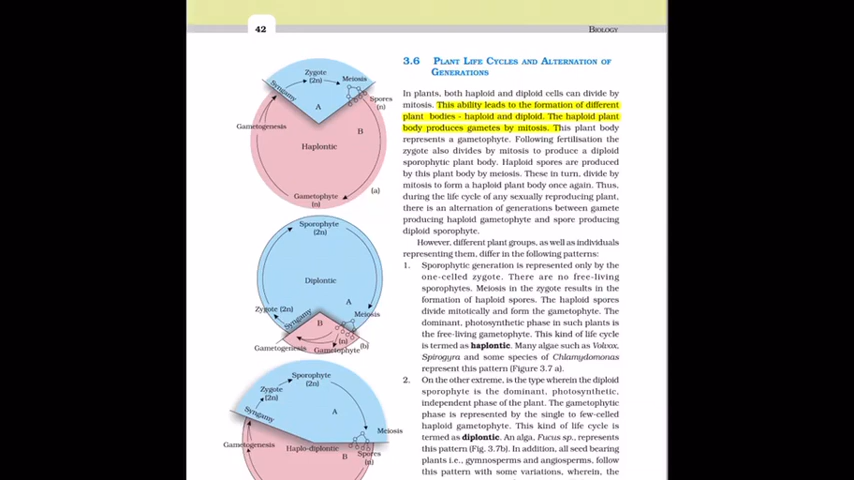 42
BIOLOGY
Zygote
(2n)
Meiosis
Syngamy
A
Spores
(n)
Gametogenesis
B
Haplontic
(a)
Gametophyte
(n)
Sporophyte
(2n)
Diplontic
A
Zygote (2n)
Syngamy
B
Meiosis
(n)
(b)
Gametogenesis
Gametophyte
Sporophyte
(2n)
Zygote
(2n)
Syngamy
A
Meiosis
Gametogenesis
Haplo-diplontic
B
Spores
(n)
3.6 PLANT LIFE CYCLES AND ALTERNATION OF
GENERATIONS
In plants, both haploid and diploid cells can divide by
mitosis. This ability leads to the formation of different
plant bodies - haploid and diploid. The haploid plant
body produces gametes by mitosis. This plant body
represents a gametophyte. Following fertilisation the
zygote also divides by mitosis to produce a diploid
sporophytic plant body. Haploid spores are produced
by this plant body by meiosis. These in turn, divide by
mitosis to form a haploid plant body once again. Thus,
during the life cycle of any sexually reproducing plant,
there is an alternation of generations between gamete
producing haploid gametophyte and spore producing
diploid sporophyte.
However, different plant groups, as well as individuals
representing them, differ in the following patterns:
1. Sporophytic generation is represented only by the
one-celled zygote. There are no free-living
sporophytes. Meiosis in the zygote results in the
formation of haploid spores. The haploid spores
divide mitotically and form the gametophyte. The
dominant, photosynthetic phase in such plants is
the free-living gametophyte. This kind of life cycle
is termed as haplontic. Many algae such as Volvox,
Spirogyra and some species of Chlamydomonas
represent this pattern (Figure 3.7 a).
2. On the other extreme, is the type wherein the diploid
sporophyte is the dominant, photosynthetic,
independent phase of the plant. The gametophytic
phase is represented by the single to few-celled
haploid gametophyte. This kind of life cycle is
termed as diplontic. An alga, Fucus sp., represents
this pattern (Fig. 3.7b). In addition, all seed bearing
plants i.e., gymnosperms and angiosperms, follow
this pattern with some variations, wherein, the